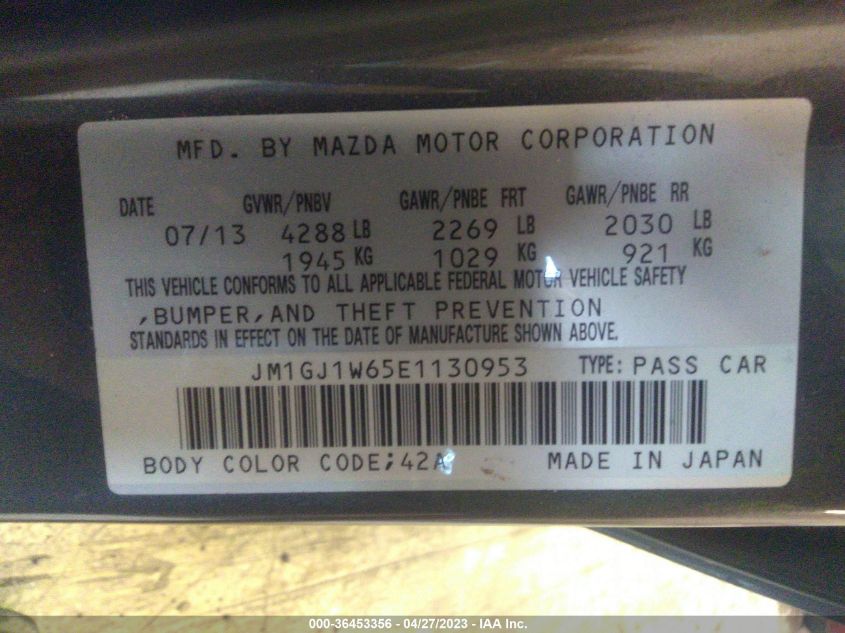 MFD. BY MAZDA MOTOR CORPORATION
DATE GVWR/PNBV GAWR/PNBE FRT GAWR/PNBE RR
07/13 4288 LB 2269 LB 2030 LB
1945 KG 1029 KG 921 KG
THIS VEHICLE CONFORMS TO ALL APPLICABLE FEDERAL MOTOR VEHICLE SAFETY
,BUMPER,AND THEFT PREVENTION
STANDARDS IN EFFECT ON THE DATE OF MANUFACTURE SHOWN ABOVE.
JM1GJ1W65E1130953 TYPE: PASS CAR
BODY COLOR CODE;42A MADE IN JAPAN
000-36453356 - 04/27/2023 - IAA Inc.